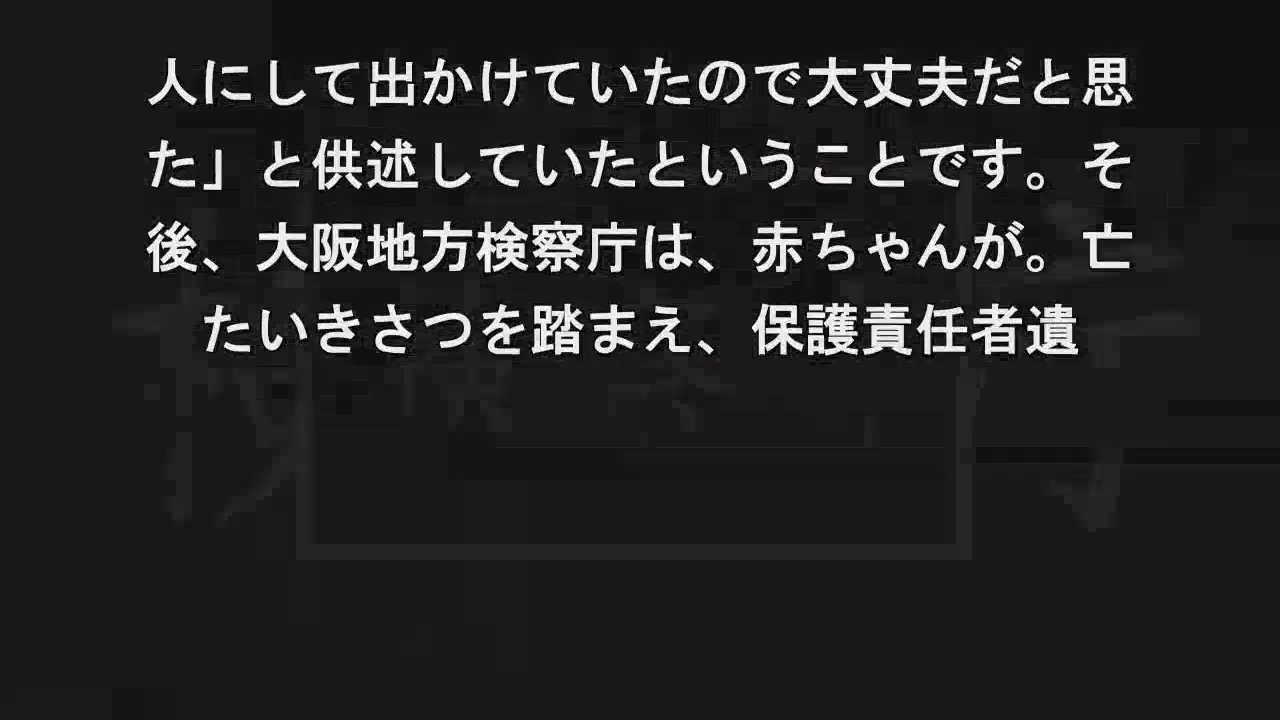 人にして出かけていたので大丈夫だと思
た」と供述していたということです。そ
後、大阪地方検察庁は、赤ちゃんが。亡
たいきさつを踏まえ、保護責任者遺